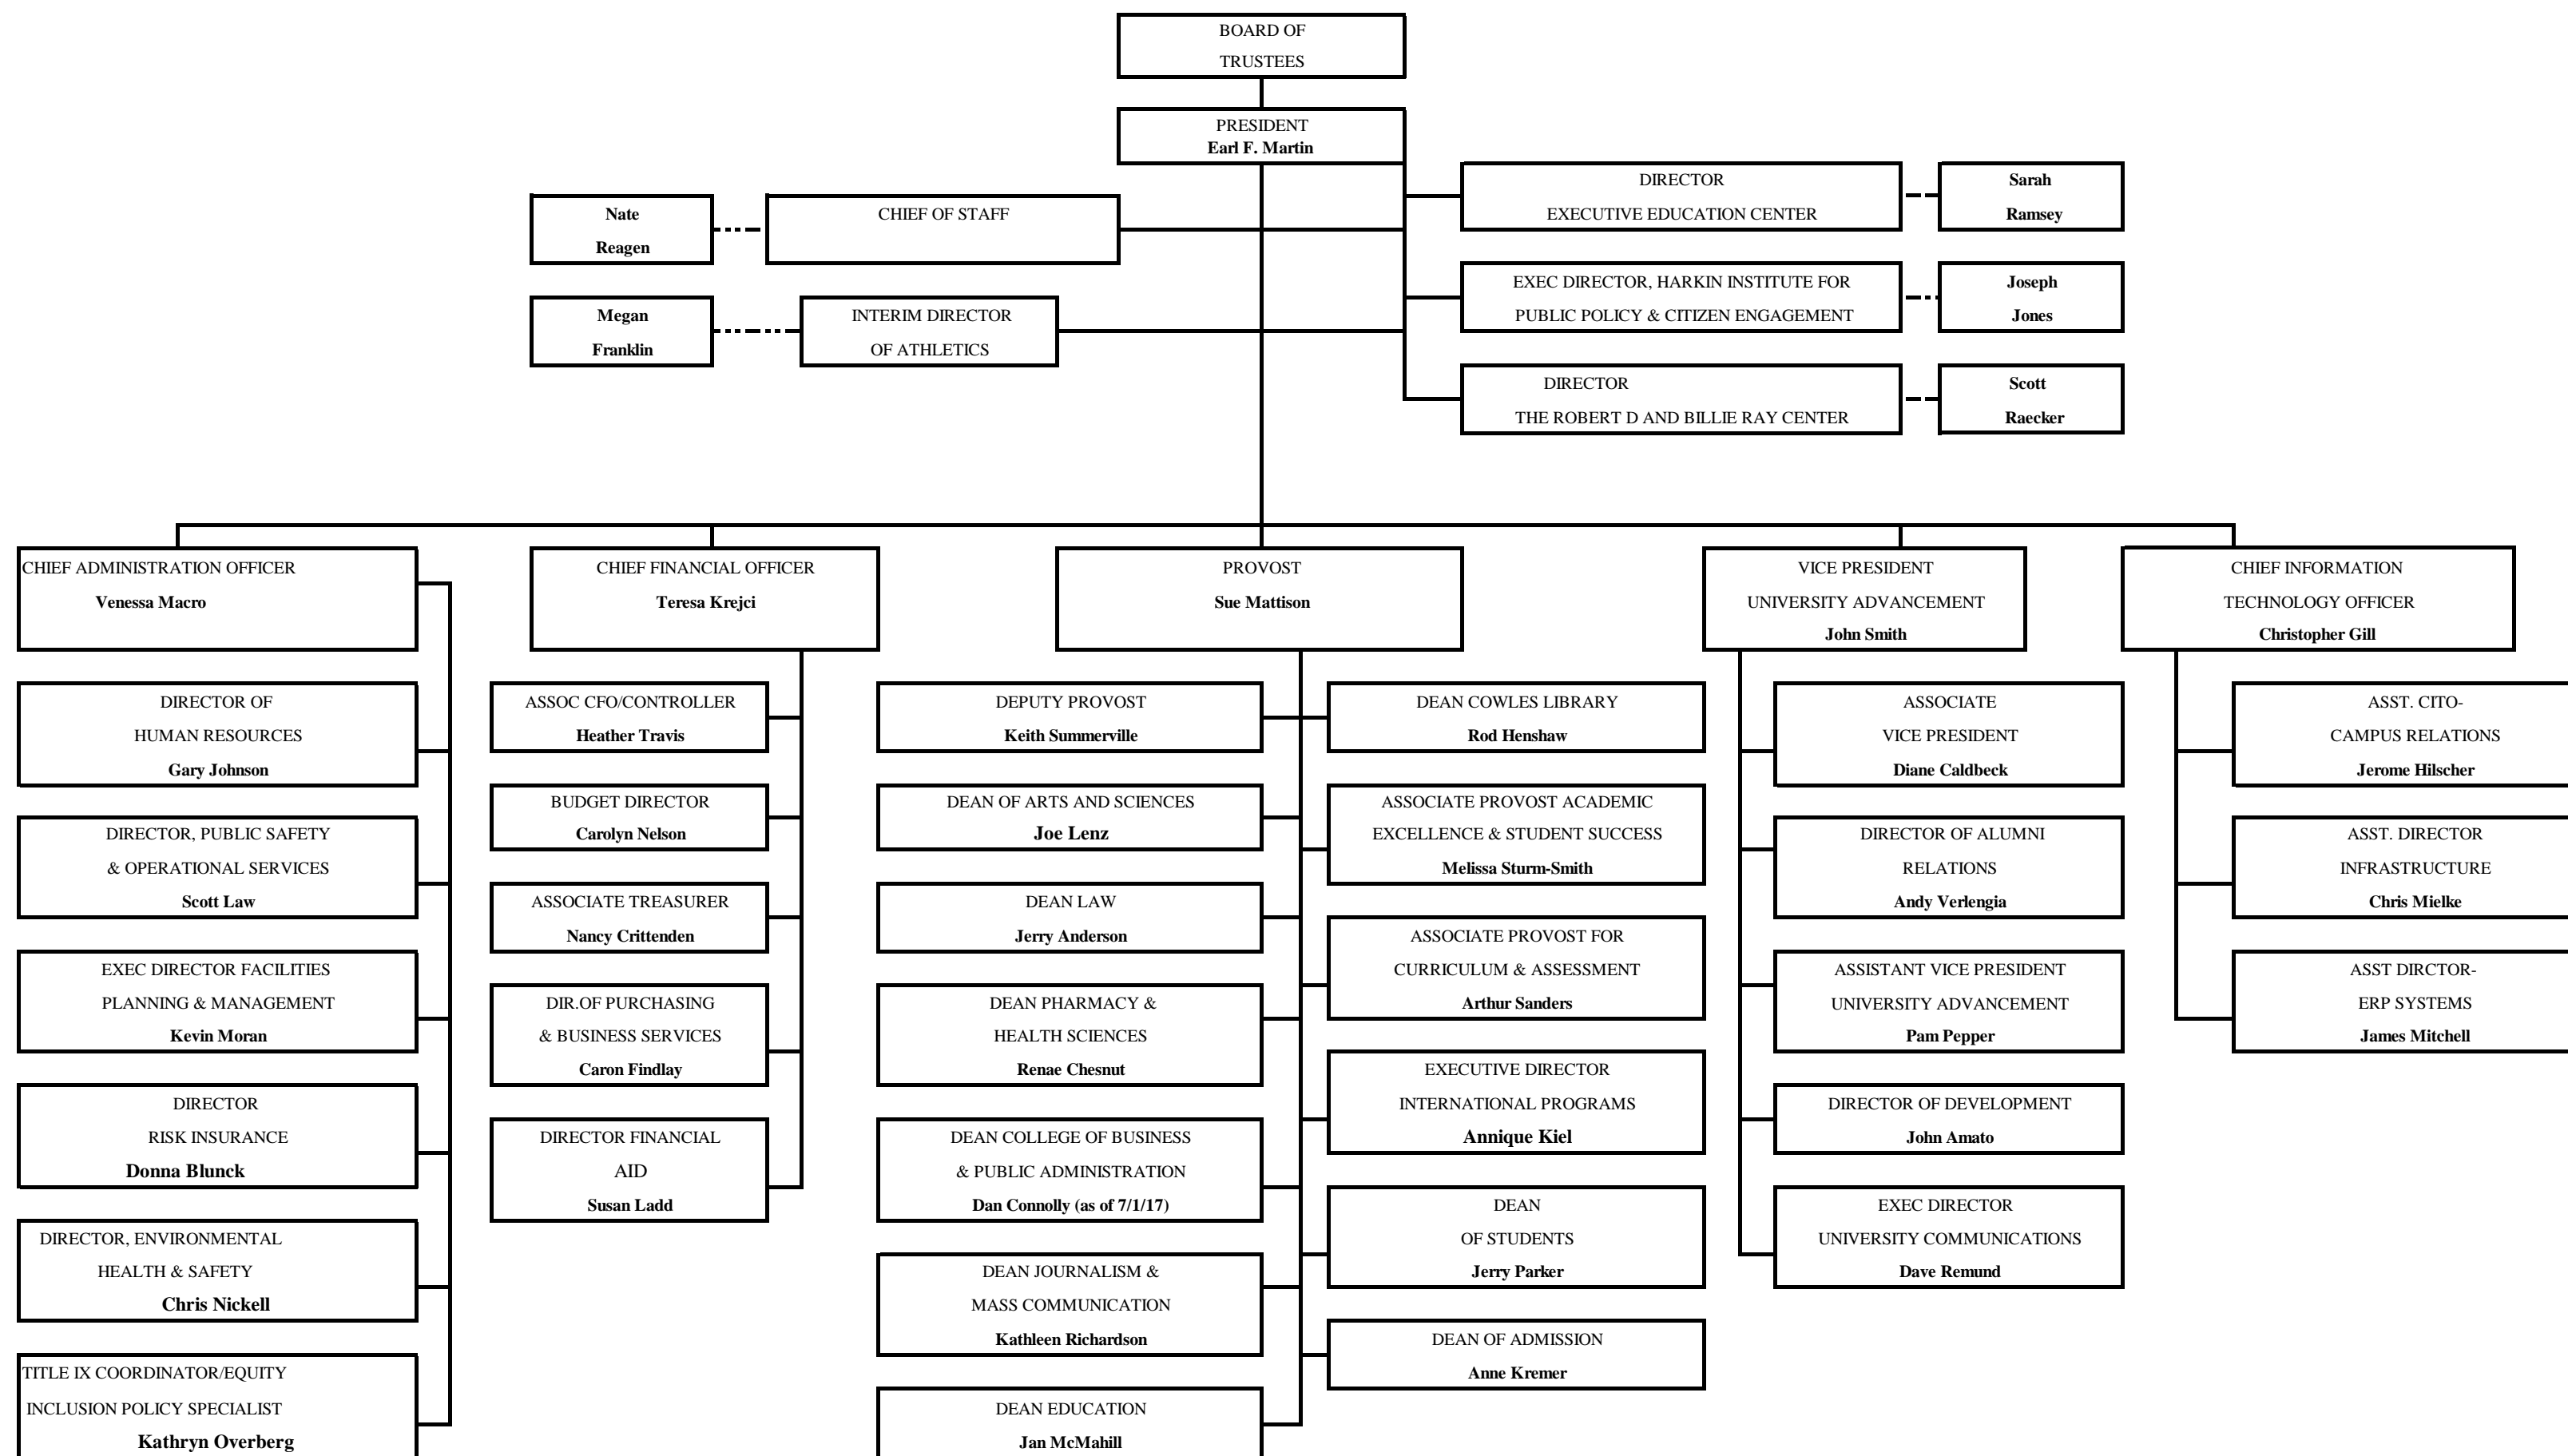 BOARD OF
TRUSTEES
PRESIDENT
Earl F. Martin
Nate
Reagen
CHIEF OF STAFF
DIRECTOR
EXECUTIVE EDUCATION CENTER
Sarah
Ramsey
Megan
Franklin
INTERIM DIRECTOR
OF ATHLETICS
EXEC DIRECTOR, HARKIN INSTITUTE FOR
PUBLIC POLICY & CITIZEN ENGAGEMENT
Joseph
Jones
DIRECTOR
THE ROBERT D AND BILLIE RAY CENTER
Scott
Raecker
CHIEF ADMINISTRATION OFFICER
Venessa Macro
DIRECTOR OF
HUMAN RESOURCES
Gary Johnson
DIRECTOR, PUBLIC SAFETY
& OPERATIONAL SERVICES
Scott Law
EXEC DIRECTOR FACILITIES
PLANNING & MANAGEMENT
Kevin Moran
DIRECTOR
RISK INSURANCE
Donna Blunck
DIRECTOR, ENVIRONMENTAL
HEALTH & SAFETY
Chris Nickell
TITLE IX COORDINATOR/EQUITY
INCLUSION POLICY SPECIALIST
Kathryn Overberg
CHIEF FINANCIAL OFFICER
Teresa Krejci
ASSOC CFO/CONTROLLER
Heather Travis
BUDGET DIRECTOR
Carolyn Nelson
ASSOCIATE TREASURER
Nancy Crittenden
DIR.OF PURCHASING
& BUSINESS SERVICES
Caron Findlay
DIRECTOR FINANCIAL
AID
Susan Ladd
PROVOST
Sue Mattison
DEPUTY PROVOST
Keith Summerville
DEAN OF ARTS AND SCIENCES
Joe Lenz
DEAN LAW
Jerry Anderson
DEAN PHARMACY &
HEALTH SCIENCES
Renae Chesnut
DEAN COLLEGE OF BUSINESS
& PUBLIC ADMINISTRATION
Dan Connolly (as of 7/1/17)
DEAN JOURNALISM &
MASS COMMUNICATION
Kathleen Richardson
DEAN EDUCATION
Jan McMahill
DEAN COWLES LIBRARY
Rod Henshaw
ASSOCIATE PROVOST ACADEMIC
EXCELLENCE & STUDENT SUCCESS
Melissa Sturm-Smith
ASSOCIATE PROVOST FOR
CURRICULUM & ASSESSMENT
Arthur Sanders
EXECUTIVE DIRECTOR
INTERNATIONAL PROGRAMS
Annique Kiel
DEAN
OF STUDENTS
Jerry Parker
DEAN OF ADMISSION
Anne Kremer
VICE PRESIDENT
UNIVERSITY ADVANCEMENT
John Smith
ASSOCIATE
VICE PRESIDENT
Diane Caldbeck
DIRECTOR OF ALUMNI
RELATIONS
Andy Verlengia
ASSISTANT VICE PRESIDENT
UNIVERSITY ADVANCEMENT
Pam Pepper
DIRECTOR OF DEVELOPMENT
John Amato
EXEC DIRECTOR
UNIVERSITY COMMUNICATIONS
Dave Remund
CHIEF INFORMATION
TECHNOLOGY OFFICER
Christopher Gill
ASST. CITO-
CAMPUS RELATIONS
Jerome Hilscher
ASST. DIRECTOR
INFRASTRUCTURE
Chris Mielke
ASST DIRCTOR-
ERP SYSTEMS
James Mitchell